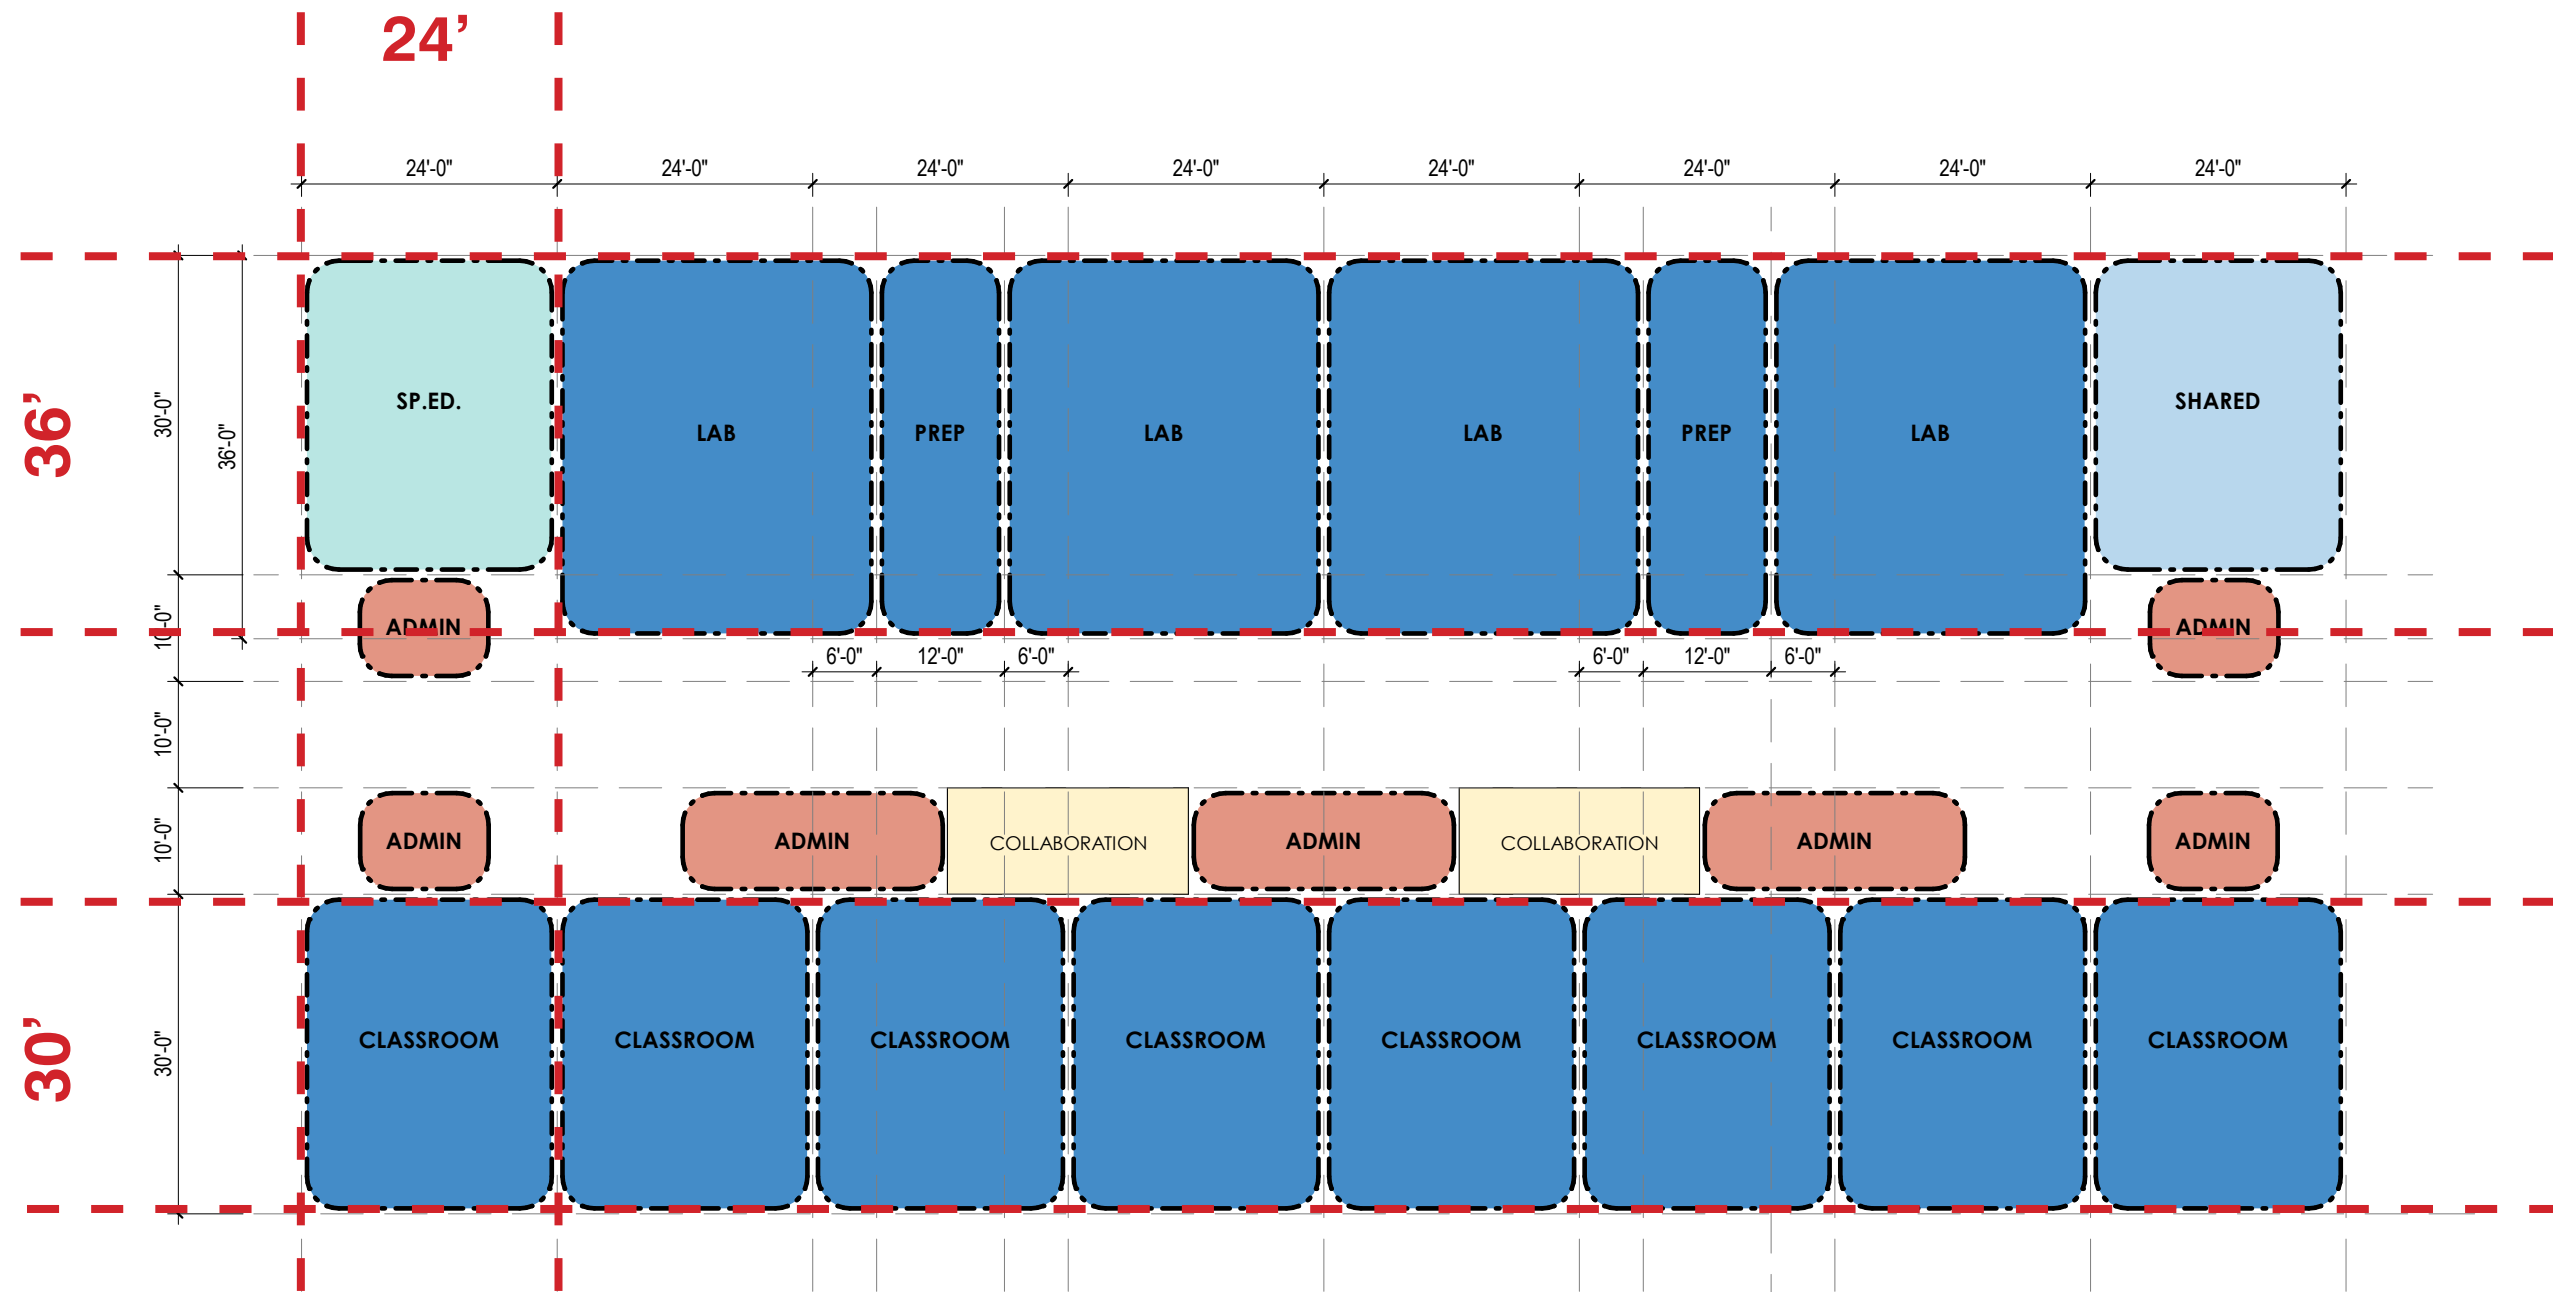 24’
24'-0" 24'-0" 24'-0" 24'-0" 24'-0" 24'-0" 24'-0" 24'-0"
36’
30'-0"
36'-0"
SP.ED.
LAB
PREP
LAB
LAB
PREP
LAB
SHARED
10'-0"
ADMIN
ADMIN
6'-0" 12'-0" 6'-0"
6'-0" 12'-0" 6'-0"
10'-0"
10'-0"
ADMIN
ADMIN
COLLABORATION
ADMIN
COLLABORATION
ADMIN
ADMIN
30’
30'-0"
CLASSROOM
CLASSROOM
CLASSROOM
CLASSROOM
CLASSROOM
CLASSROOM
CLASSROOM
CLASSROOM